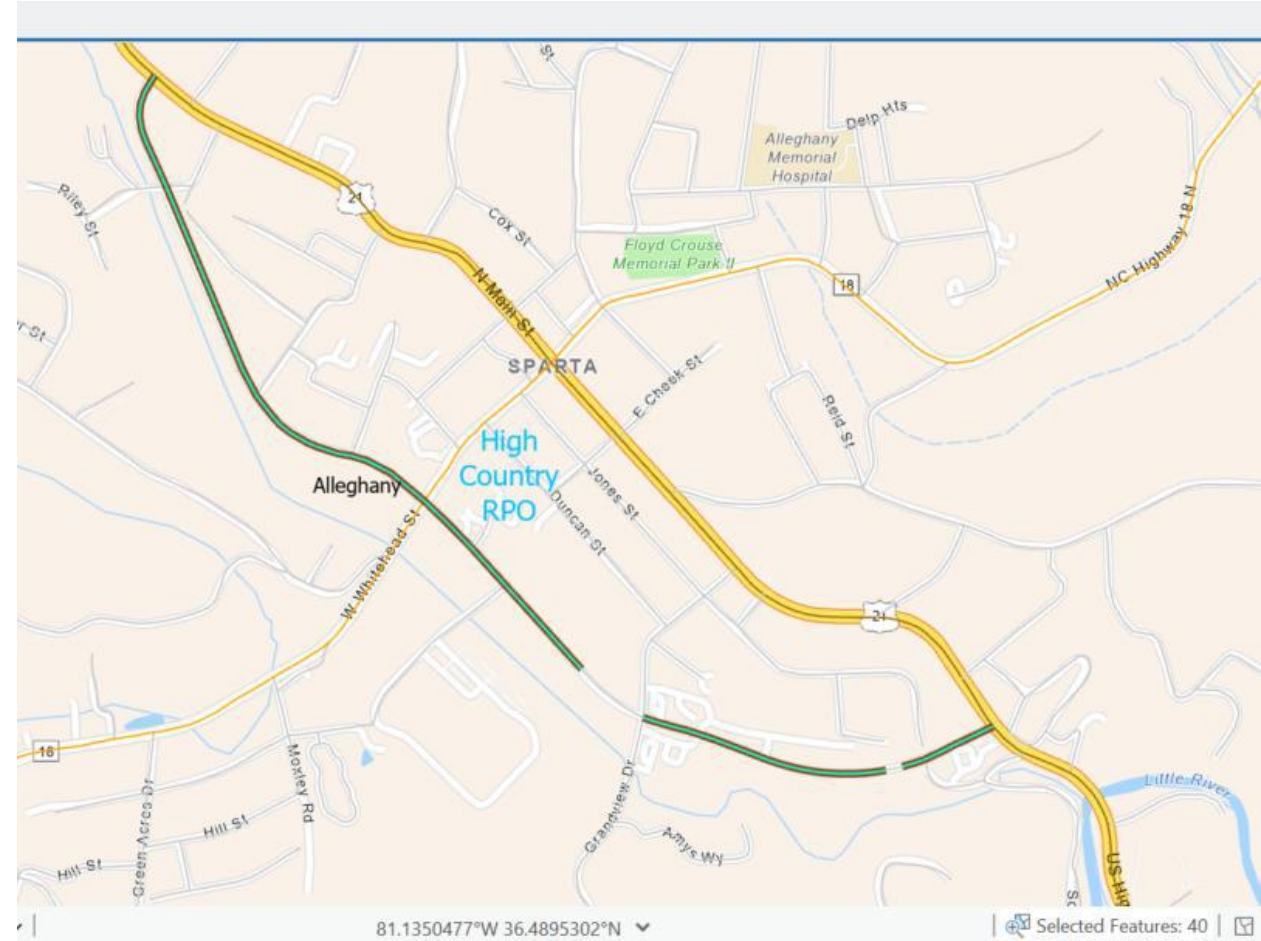 St
Delp Hts
Alleghany
Memorial
Hospital
Riley St
21
Cox St
Floyd Crouse
Memorial Park II
NC Highway 18 N
18
N Main St
St
SPARTA
E Cheek St
Reid St
High
Country
RPO
Alleghany
Jones St
Duncan St
W Whitehead St
21
18
Moxley Rd
Green Acres Dr
Hill St
Hill St
Grandview Dr
Amys Wy
Little River
81.1350477°W 36.4895302°N
Selected Features: 40